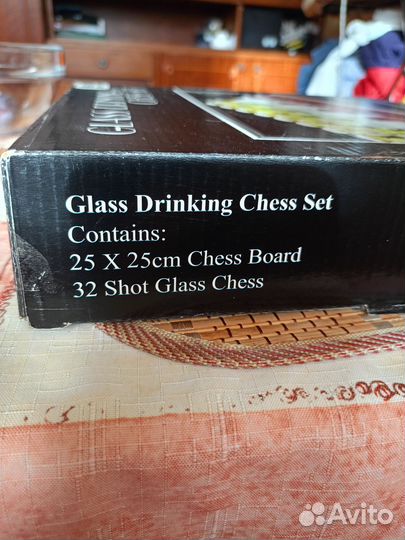 Glass Drinking Chess Set
Contains:
25 X 25cm Chess Board
32 Shot Glass Chess
Avito